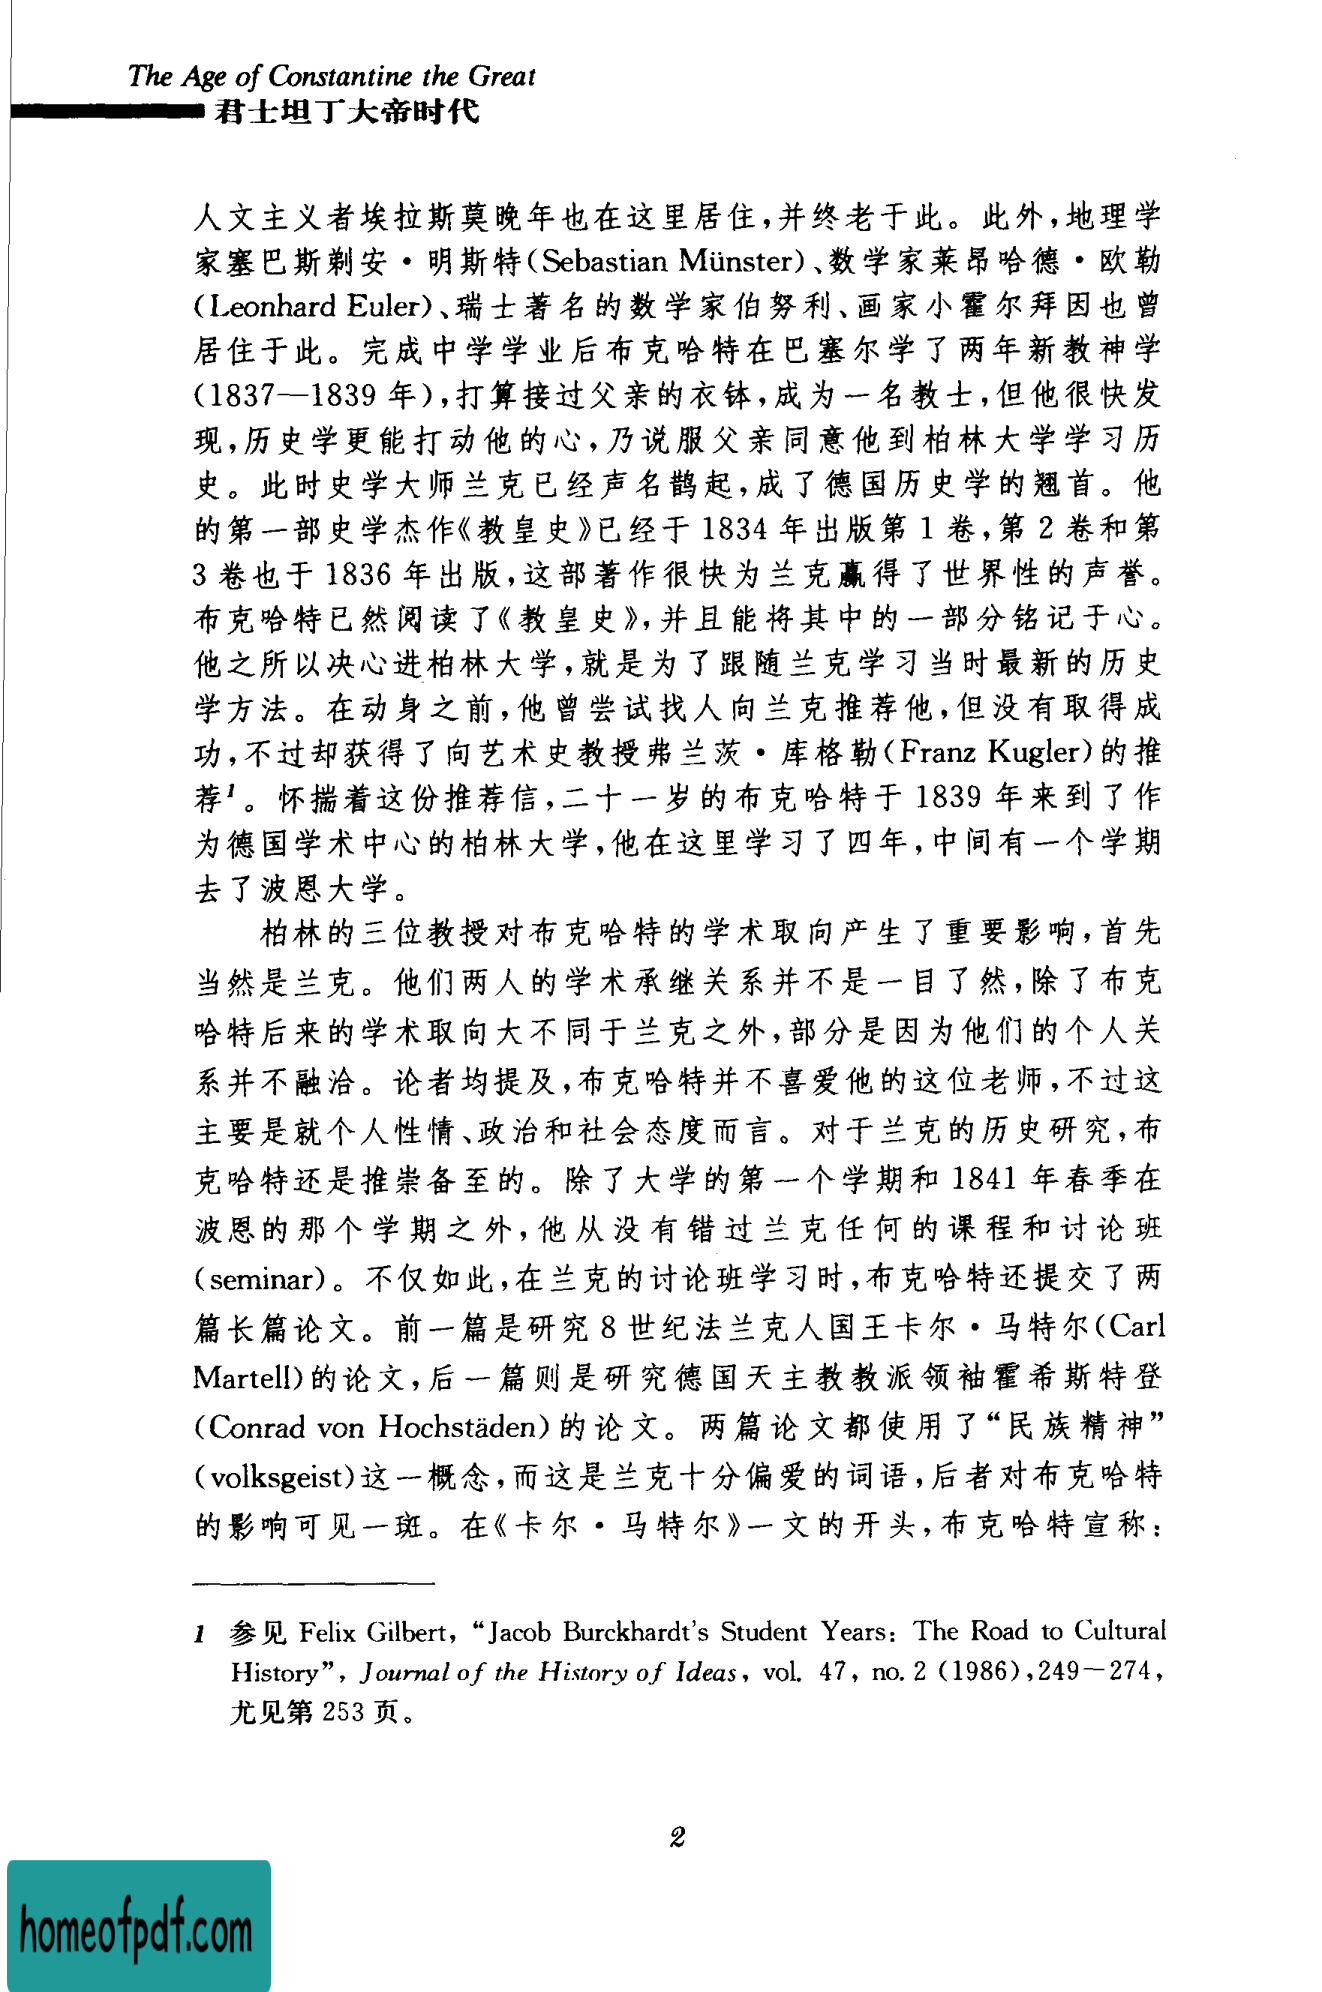 The Age of Constantine the Great
君士坦丁大帝时代
人文主义者埃拉斯莫晚年也在这里居住,并终老于此。此外,地理学
家塞巴斯剃安·明斯特(Sebastian Münster)、数学家莱昂哈德·欧勒
(Leonhard Euler)、瑞士著名的数学家伯努利、画家小霍尔拜因也曾
居住于此。完成中学学业后布克哈特在巴塞尔学了两年新教神学
(1837—1839 年),打算接过父亲的衣钵,成为一名教士,但他很快发
现,历史学更能打动他的心,乃说服父亲同意他到柏林大学学习历
史。此时史学大师兰克已经声名鹊起,成了德国历史学的翘首。他
的第一部史学杰作《教皇史》已经于 1834 年出版第 1 卷,第 2 卷和第
3 卷也于 1836 年出版,这部著作很快为兰克赢得了世界性的声誉。
布克哈特已然阅读了《教皇史》,并且能将其中的一部分铭记于心。
他之所以决心进柏林大学,就是为了跟随兰克学习当时最新的历史
学方法。在动身之前,他曾尝试找人向兰克推荐他,但没有取得成
功,不过却获得了向艺术史教授弗兰茨·库格勒(Franz Kugler)的推
荐1。怀揣着这份推荐信,二十一岁的布克哈特于 1839 年来到了作
为德国学术中心的柏林大学,他在这里学习了四年,中间有一个学期
去了波恩大学。
柏林的三位教授对布克哈特的学术取向产生了重要影响,首先
当然是兰克。他们两人的学术承继关系并不是一目了然,除了布克
哈特后来的学术取向大不同于兰克之外,部分是因为他们的个人关
系并不融洽。论者均提及,布克哈特并不喜爱他的这位老师,不过这
主要是就个人性情、政治和社会态度而言。对于兰克的历史研究,布
克哈特还是推崇备至的。除了大学的第一个学期和 1841 年春季在
波恩的那个学期之外,他从没有错过兰克任何的课程和讨论班
(seminar)。不仅如此,在兰克的讨论班学习时,布克哈特还提交了两
篇长篇论文。前一篇是研究 8 世纪法兰克人国王卡尔·马特尔(Carl
Martell)的论文,后一篇则是研究德国天主教教派领袖霍希斯特登
(Conrad von Hochstäden)的论文。两篇论文都使用了“民族精神”
(volksgeist)这一概念,而这是兰克十分偏爱的词语,后者对布克哈特
的影响可见一斑。在《卡尔·马特尔》一文的开头,布克哈特宣称:
1 参见 Felix Gilbert, “Jacob Burckhardt's Student Years: The Road to Cultural
History”, Journal of the History of Ideas, vol. 47, no. 2 (1986),249—274,
尤见第 253 页。
2
homeofpdf.com